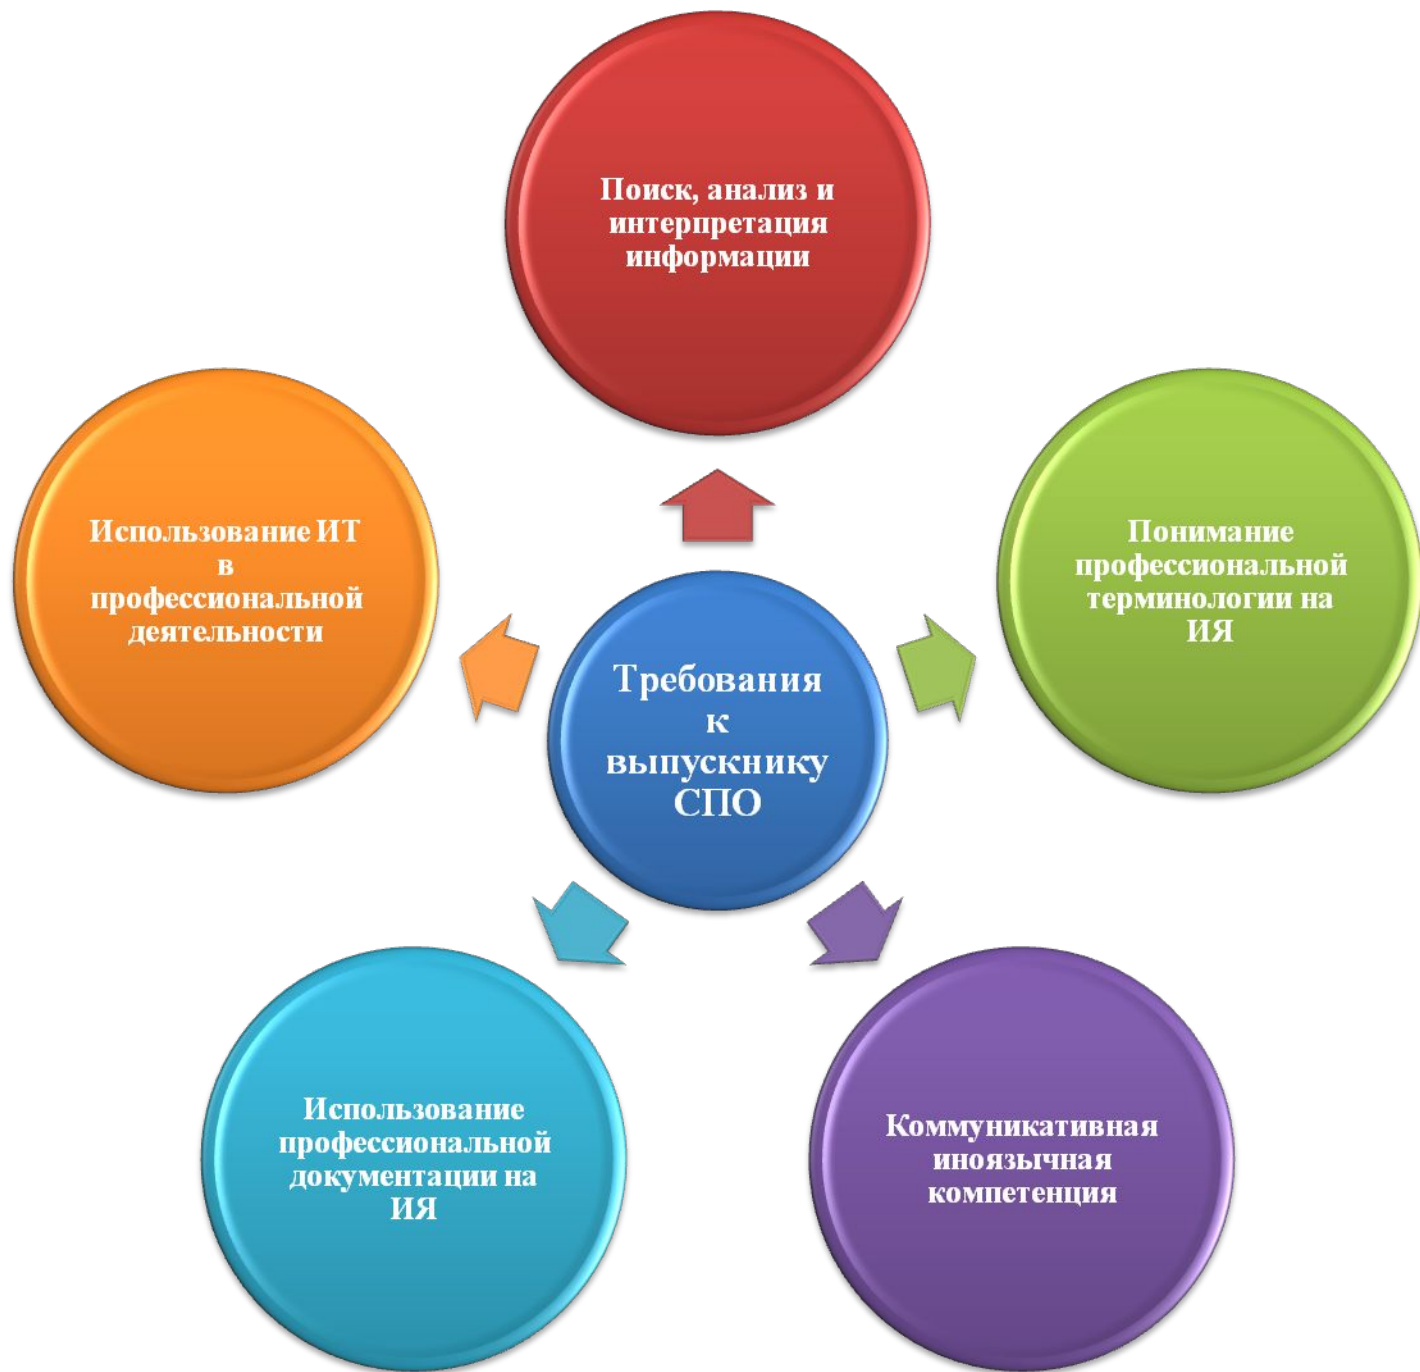 Поиск, анализ и
интерпретация
информации
Использование ИТ
в
профессиональной
деятельности
Понимание
профессиональной
терминологии на
ИЯ
Требования
к
выпускнику
СПО
Использование
профессиональной
документации на
ИЯ
Коммуникативная
иноязычная
компетенция